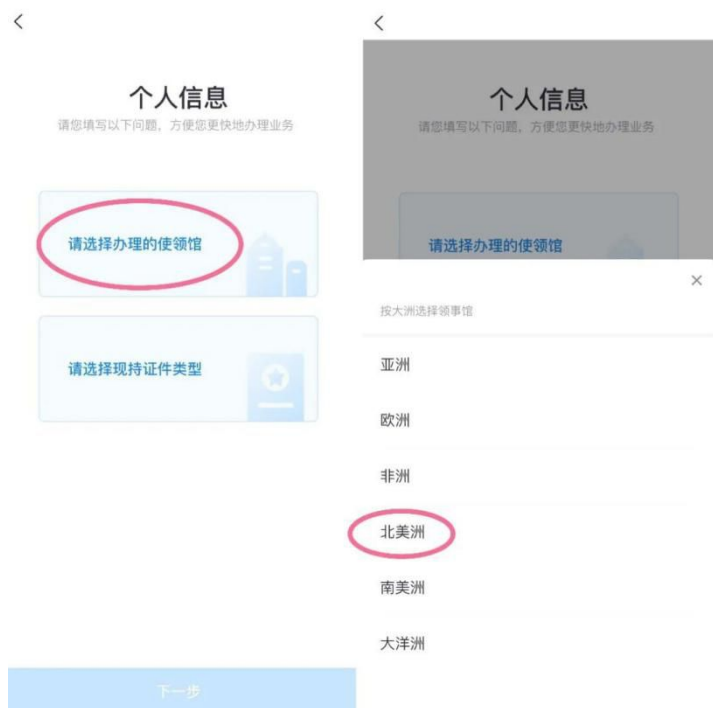 个人信息
请您填写以下问题，方便您更快地办理业务
请选择办理的使领馆
请选择现持证件类型
下一步
个人信息
请您填写以下问题，方便您更快地办理业务
请选择办理的使领馆
按大洲选择领事馆
亚洲
欧洲
非洲
北美洲
南美洲
大洋洲